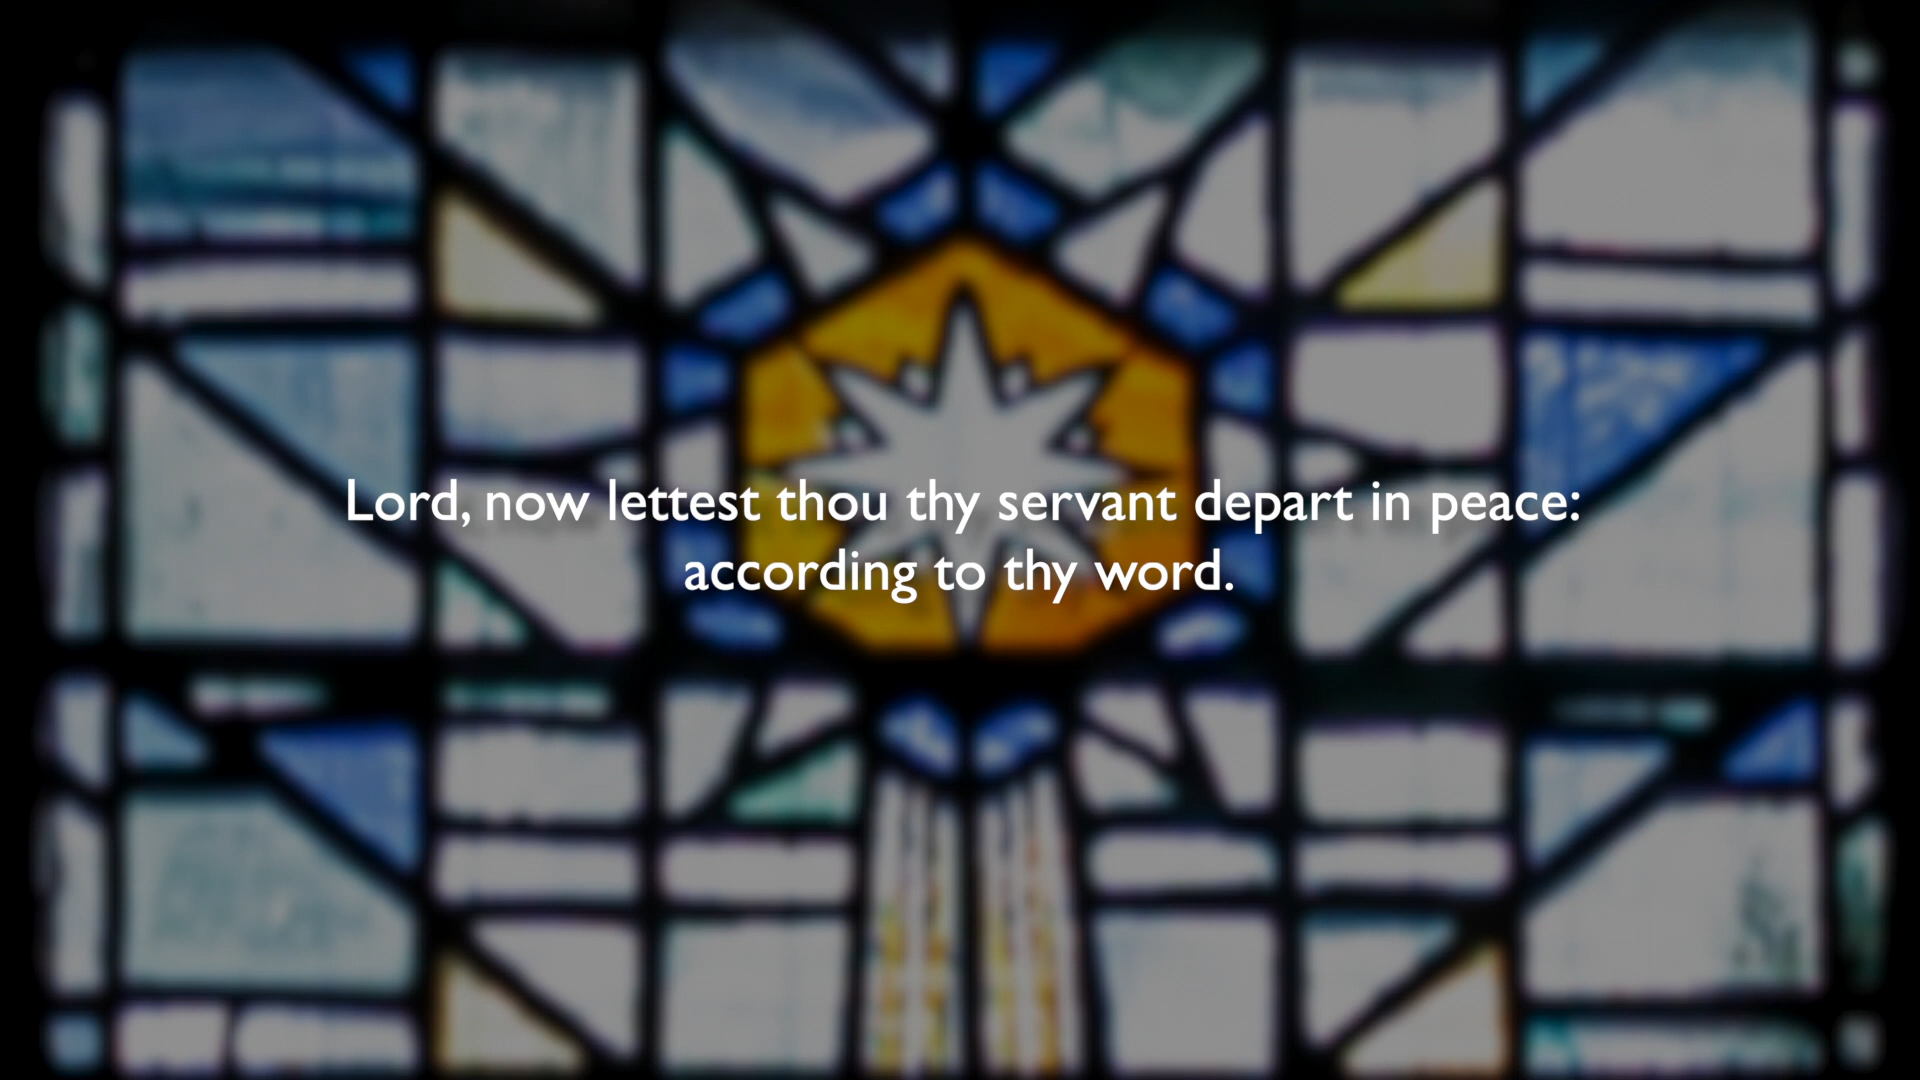 Lord, now lettest thou thy servant depart in peace:
according to thy word.